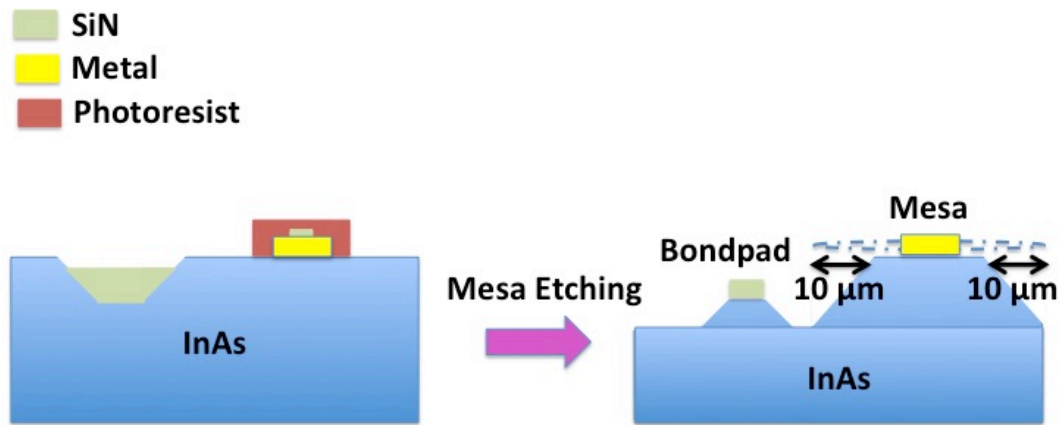 SiN
Metal
Photoresist
Mesa
Bondpad
Mesa Etching
10 µm
10 µm
InAs
InAs